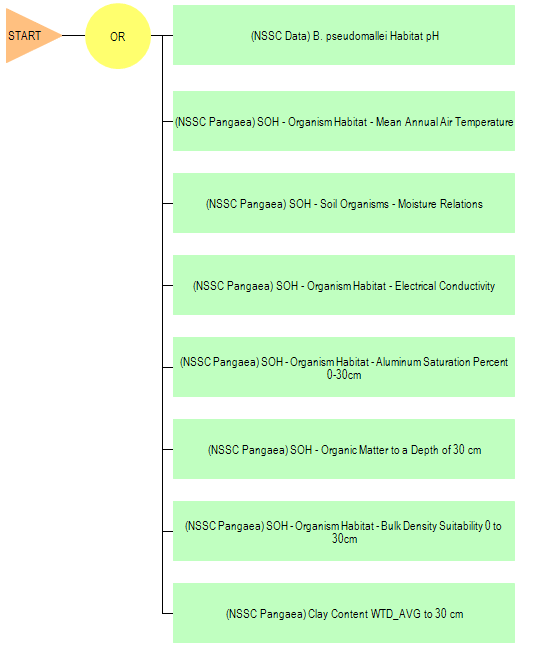 START
OR
(NSSC Data) B. pseudomallei Habitat pH
(NSSC Pangaea) SOH - Organism Habitat - Mean Annual Air Temperature
(NSSC Pangaea) SOH - Soil Organisms - Moisture Relations
(NSSC Pangaea) SOH - Organism Habitat - Electrical Conductivity
(NSSC Pangaea) SOH - Organism Habitat - Aluminum Saturation Percent
0-30cm
(NSSC Pangaea) SOH - Organic Matter to a Depth of 30 cm
(NSSC Pangaea) SOH - Organism Habitat - Bulk Density Suitability 0 to
30cm
(NSSC Pangaea) Clay Content WTD_AVG to 30 cm